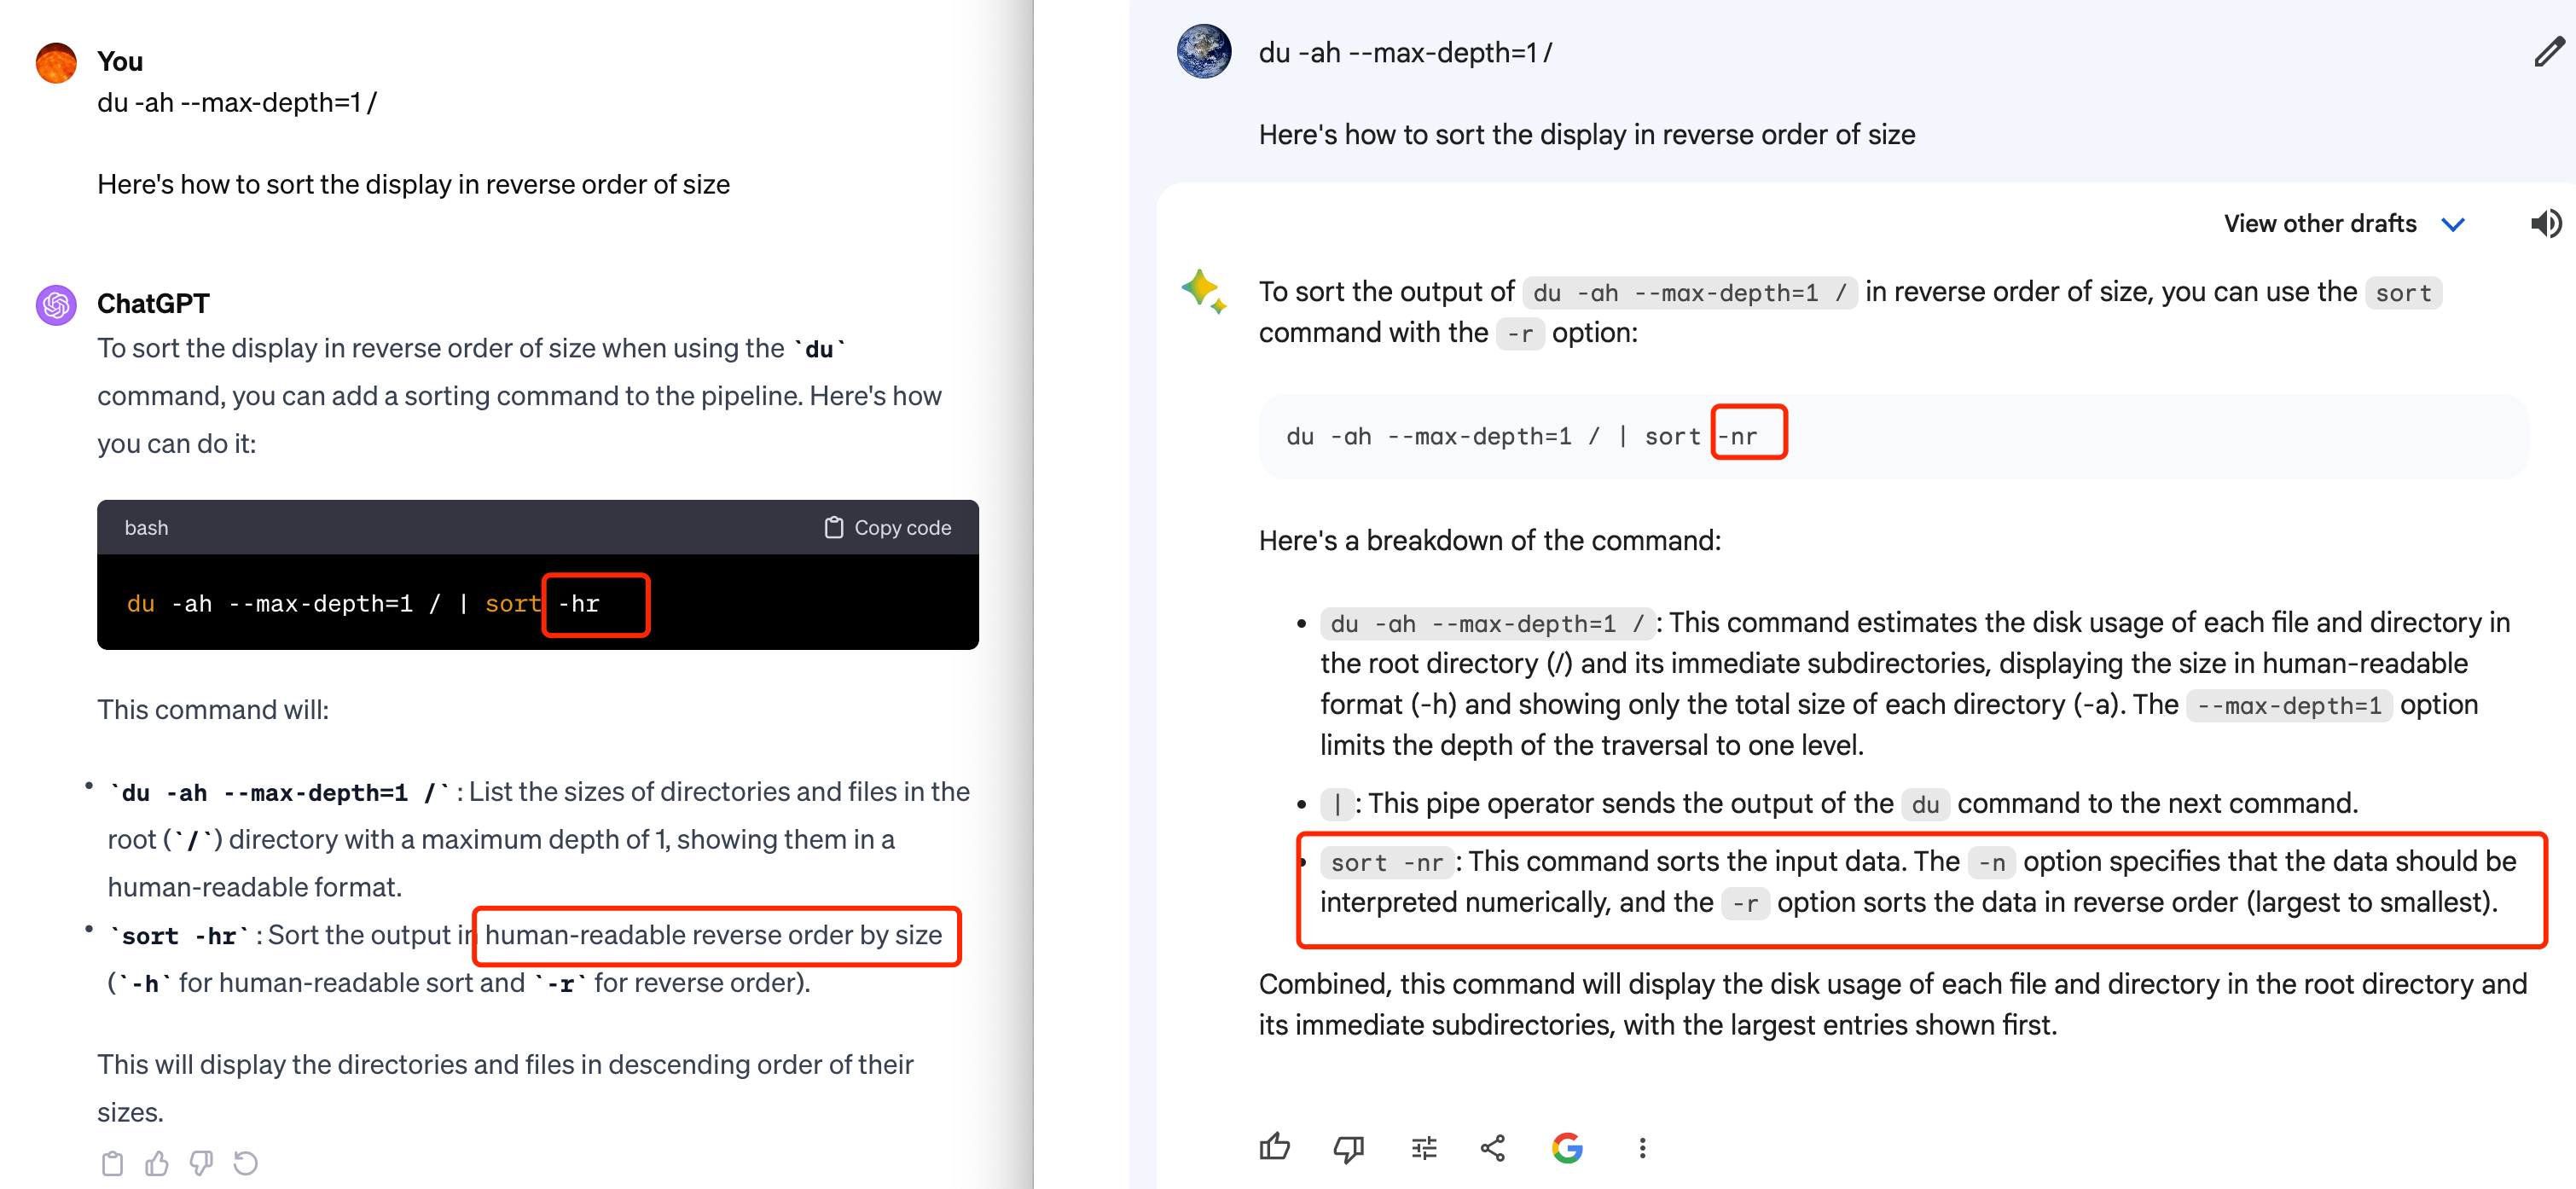 You
du -ah --max-depth=1 /
Here's how to sort the display in reverse order of size
ChatGPT
To sort the display in reverse order of size when using the `du`
command, you can add a sorting command to the pipeline. Here's how
you can do it:
bash
Copy code
du -ah --max-depth=1 / | sort -hr
This command will:
• `du -ah --max-depth=1 /` : List the sizes of directories and files in the
root (`/`) directory with a maximum depth of 1, showing them in a
human-readable format.
• `sort -hr` : Sort the output in human-readable reverse order by size
(`-h` for human-readable sort and `-r` for reverse order).
This will display the directories and files in descending order of their
sizes.
du -ah --max-depth=1 /
Here's how to sort the display in reverse order of size
View other drafts
To sort the output of du -ah --max-depth=1 / in reverse order of size, you can use the sort
command with the -r option:
du -ah --max-depth=1 / | sort -nr
Here's a breakdown of the command:
• du -ah --max-depth=1 / : This command estimates the disk usage of each file and directory in
the root directory (/) and its immediate subdirectories, displaying the size in human-readable
format (-h) and showing only the total size of each directory (-a). The --max-depth=1 option
limits the depth of the traversal to one level.
• | : This pipe operator sends the output of the du command to the next command.
• sort -nr : This command sorts the input data. The -n option specifies that the data should be
interpreted numerically, and the -r option sorts the data in reverse order (largest to smallest).
Combined, this command will display the disk usage of each file and directory in the root directory and
its immediate subdirectories, with the largest entries shown first.